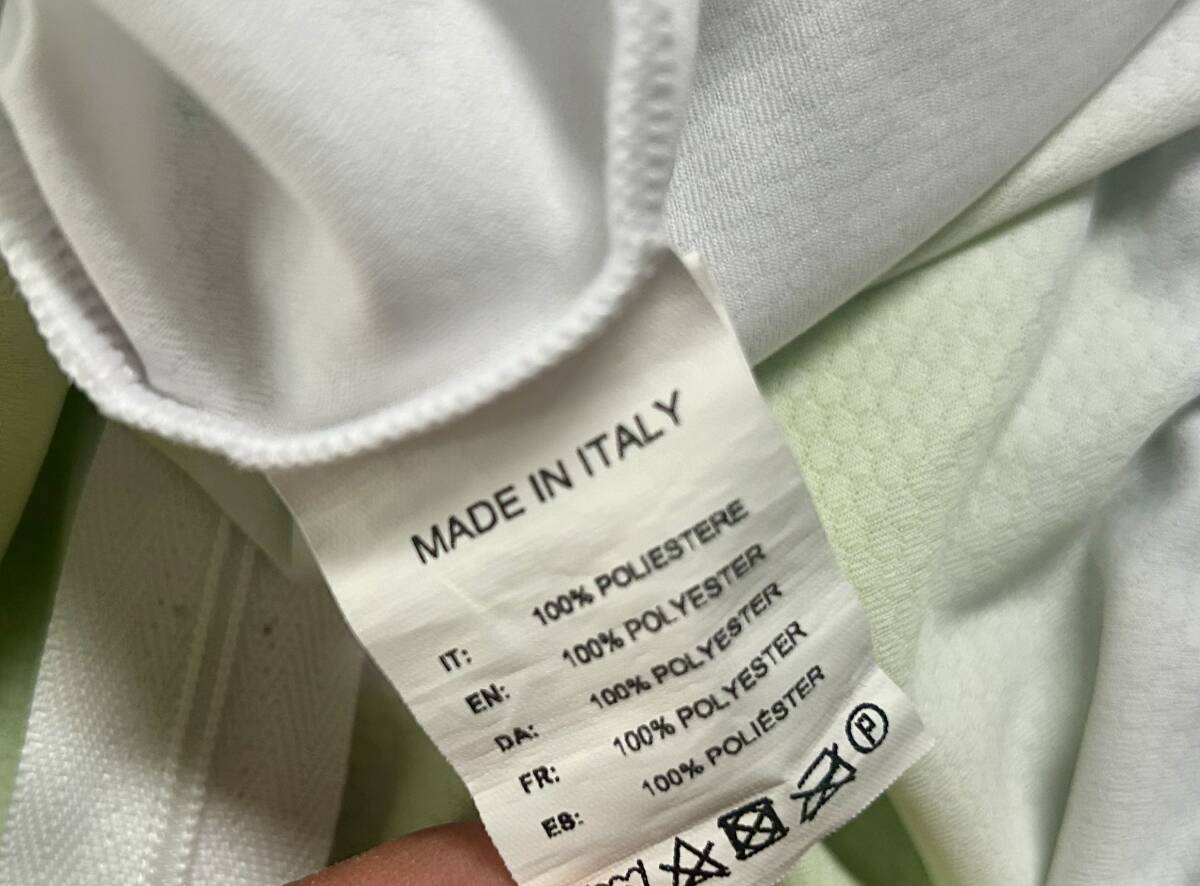 MADE IN ITALY
IT: 100% POLIESTERE
EN: 100% POLYESTER
DA: 100% POLYESTER
FR: 100% POLYESTER
ES: 100% POLIÉSTER
P